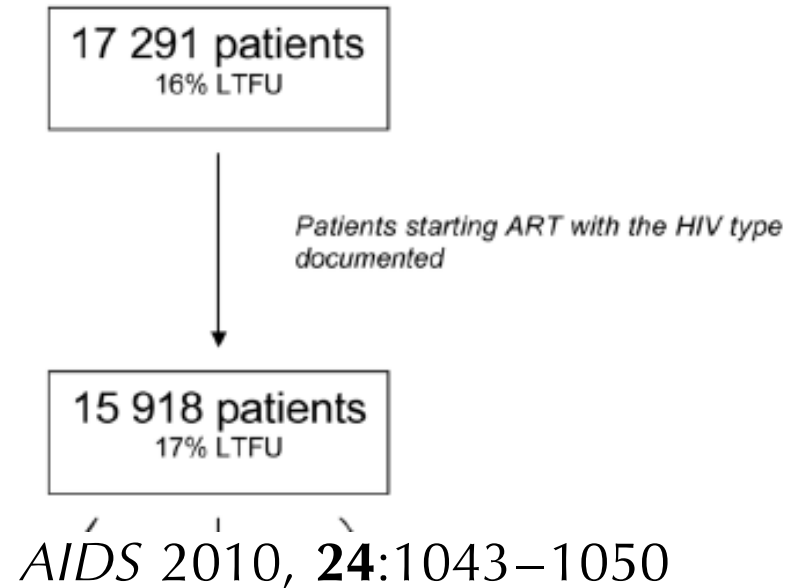 17 291 patients
16% LTFU
Patients starting ART with the HIV type
documented
15 918 patients
17% LTFU
AIDS 2010, 24:1043–1050